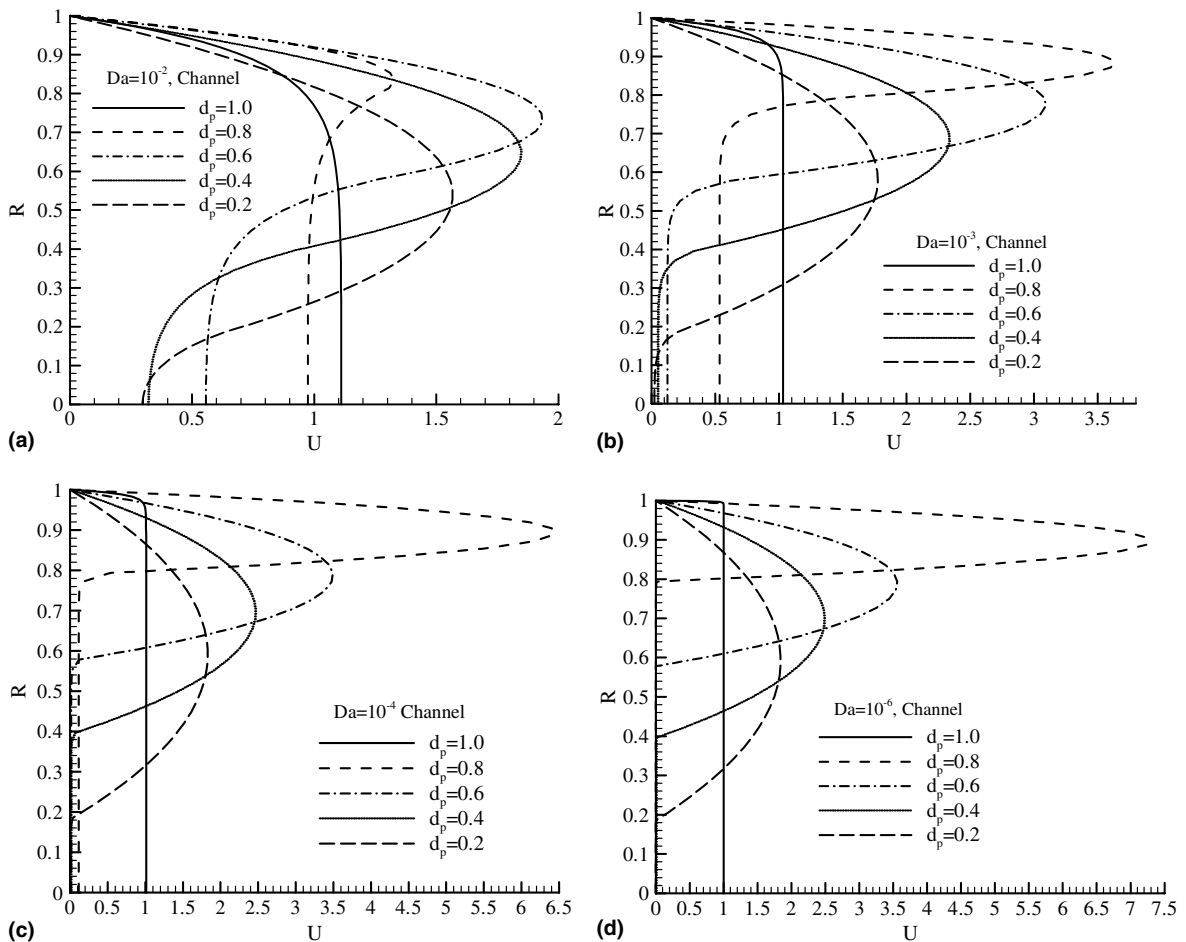 1
0.9
0.8
0.7
0.6
0.5
0.4
0.3
0.2
0.1
0
R
Da=10⁻², Channel
dₚ=1.0
dₚ=0.8
dₚ=0.6
dₚ=0.4
dₚ=0.2
0 0.5 1 1.5 2
U
(a)
1
0.9
0.8
0.7
0.6
0.5
0.4
0.3
0.2
0.1
0
R
Da=10⁻³, Channel
dₚ=1.0
dₚ=0.8
dₚ=0.6
dₚ=0.4
dₚ=0.2
0 0.5 1 1.5 2 2.5 3 3.5
U
(b)
1
0.9
0.8
0.7
0.6
0.5
0.4
0.3
0.2
0.1
0
R
Da=10⁻⁴ Channel
dₚ=1.0
dₚ=0.8
dₚ=0.6
dₚ=0.4
dₚ=0.2
0 0.5 1 1.5 2 2.5 3 3.5 4 4.5 5 5.5 6 6.5
U
(c)
1
0.9
0.8
0.7
0.6
0.5
0.4
0.3
0.2
0.1
0
R
Da=10⁻⁶, Channel
dₚ=1.0
dₚ=0.8
dₚ=0.6
dₚ=0.4
dₚ=0.2
0 0.5 1 1.5 2 2.5 3 3.5 4 4.5 5 5.5 6 6.5 7 7.5
U
(d)